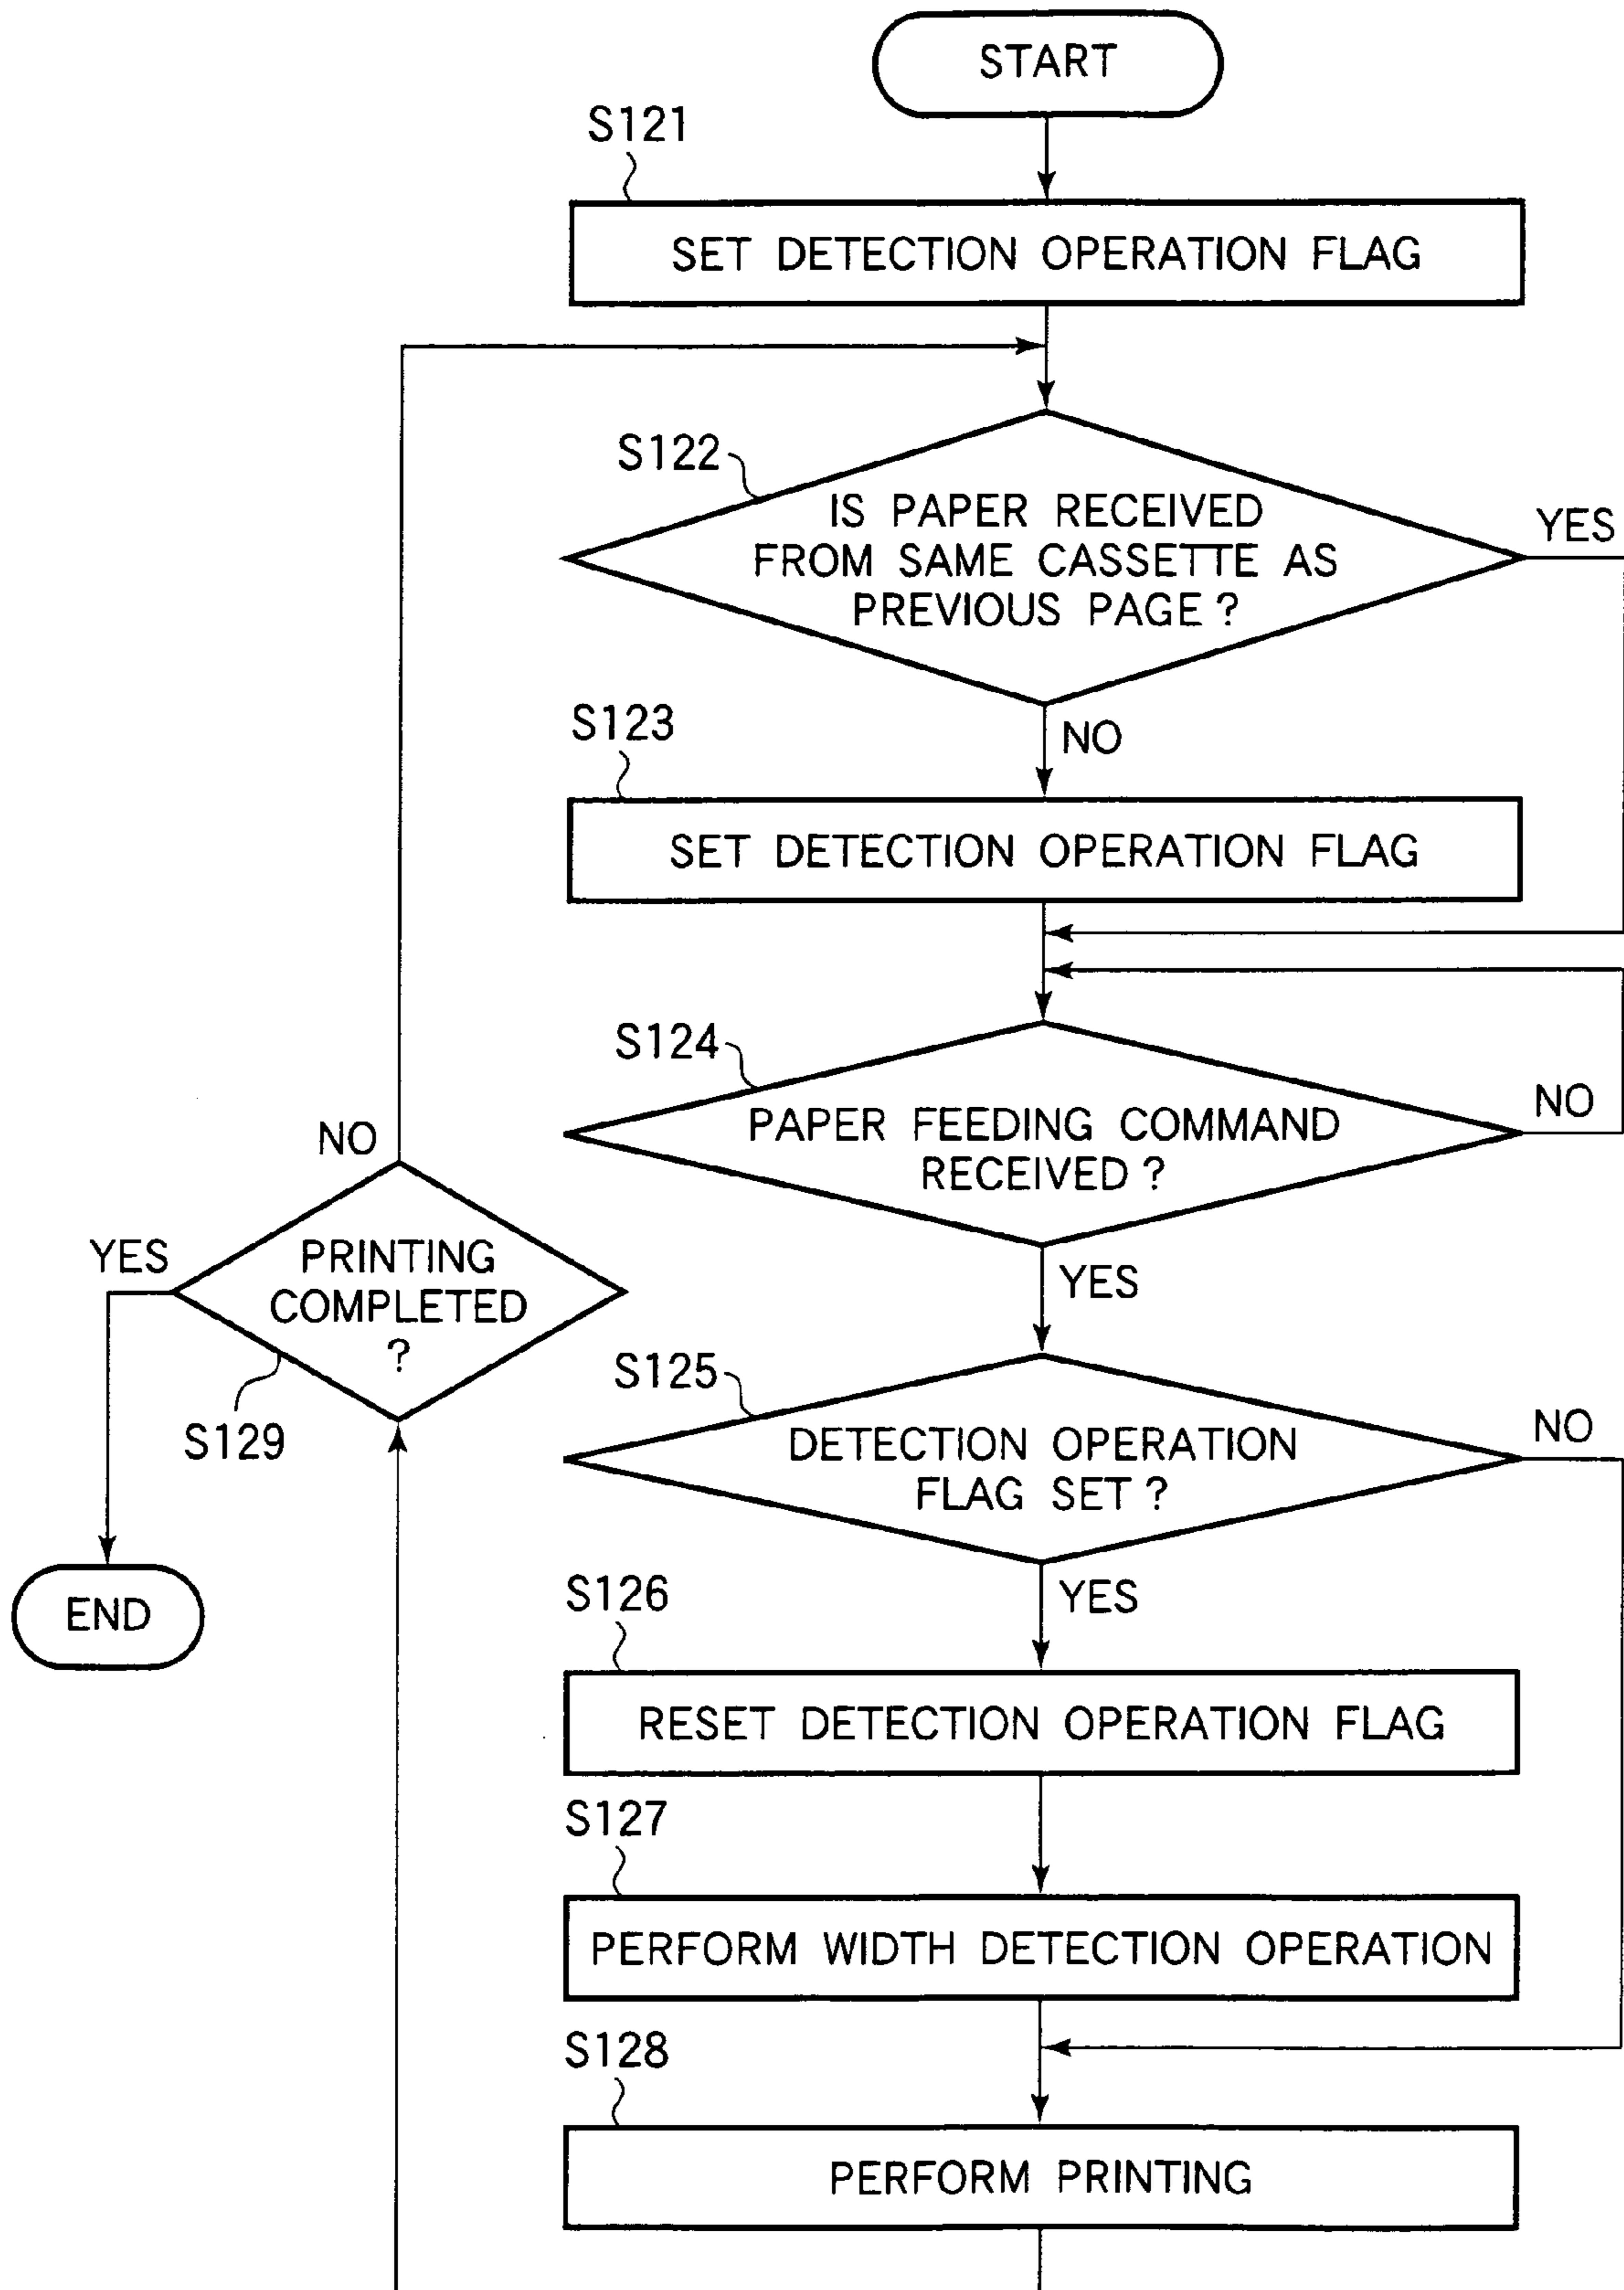 START
S121
SET DETECTION OPERATION FLAG
S122
IS PAPER RECEIVED
FROM SAME CASSETTE AS
PREVIOUS PAGE ?
YES
NO
S123
SET DETECTION OPERATION FLAG
S124
PAPER FEEDING COMMAND
RECEIVED ?
NO
YES
S125
DETECTION OPERATION
FLAG SET ?
NO
YES
S126
RESET DETECTION OPERATION FLAG
S127
PERFORM WIDTH DETECTION OPERATION
S128
PERFORM PRINTING
NO
YES
PRINTING
COMPLETED
?
S129
END